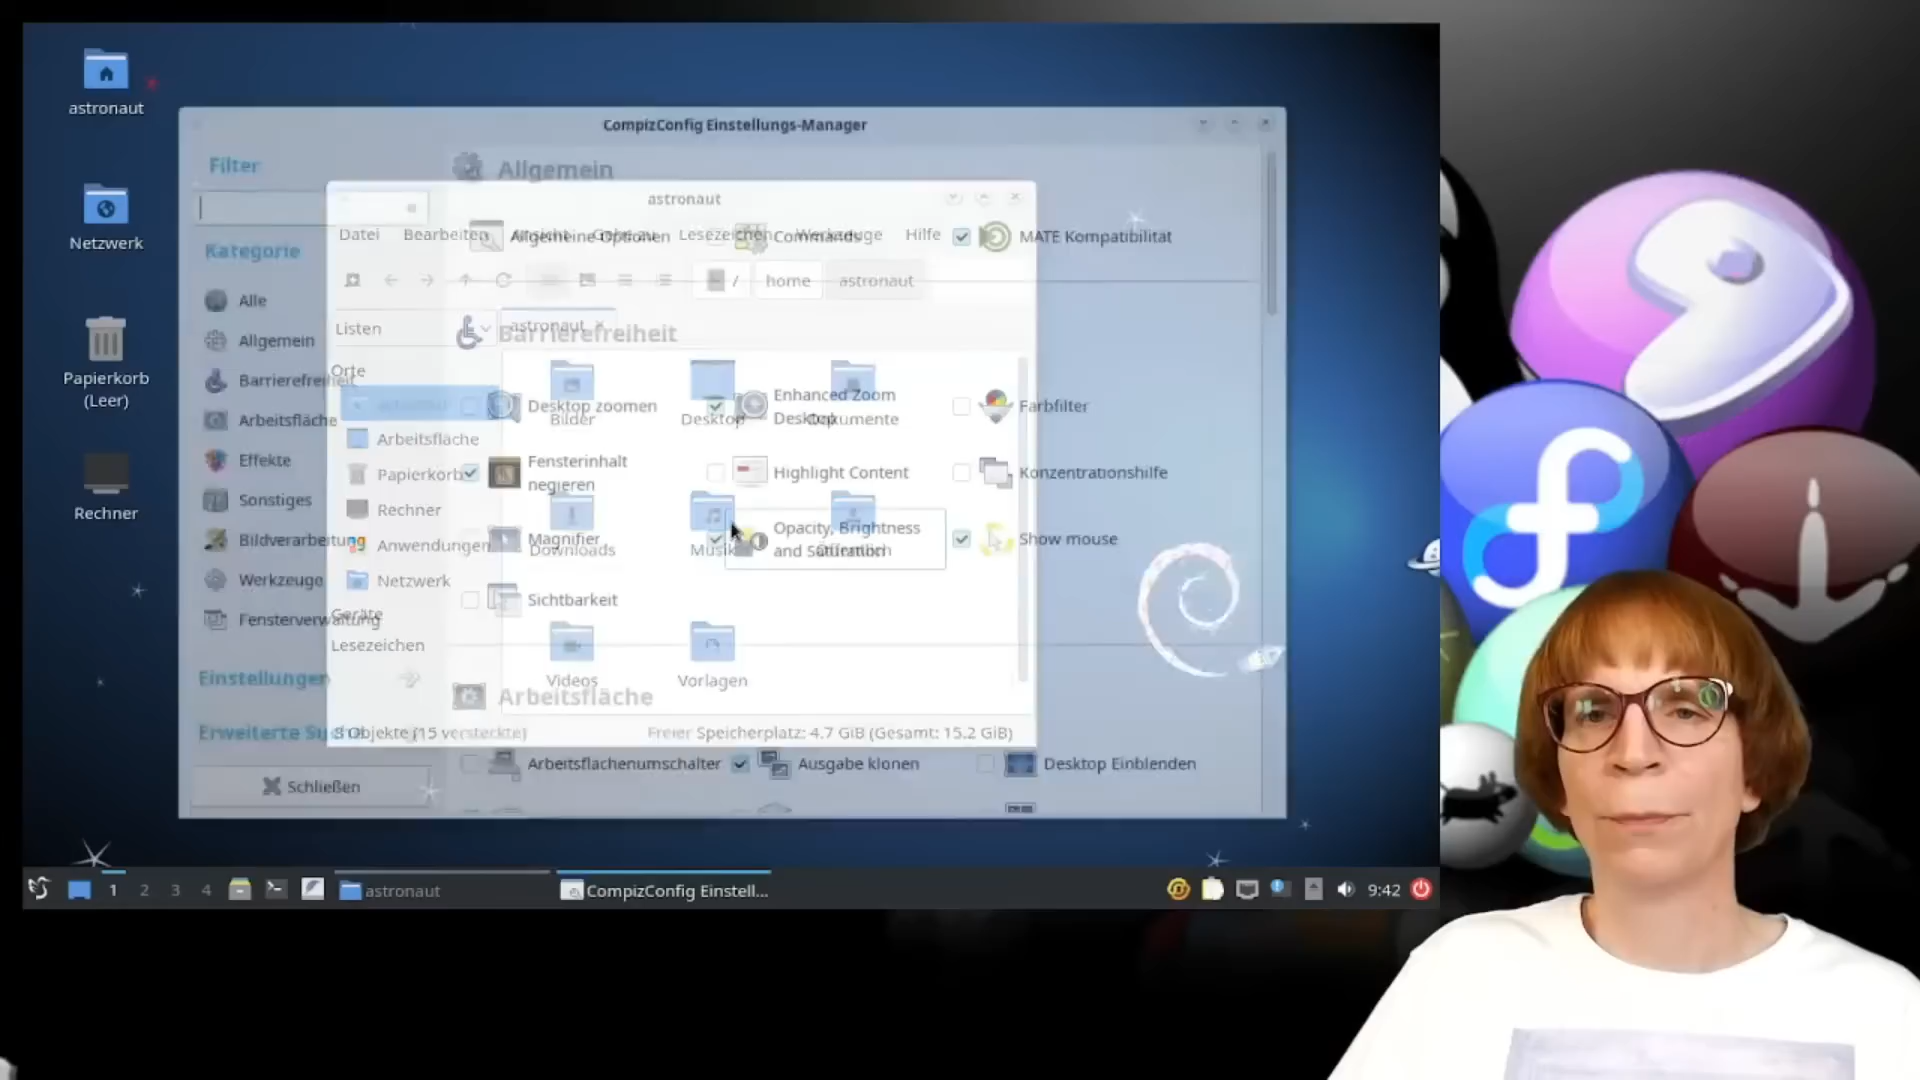 astronaut
Netzwerk
Papierkorb
(Leer)
Rechner
CompizConfig Einstellungs-Manager
Filter
Kategorie
Alle
Allgemein
Barrierefreiheit
Arbeitsfläche
Effekte
Sonstiges
Bildverarbeitung
Werkzeuge
Fensterverwaltung
Einstellungen
Erweiterte Suche
Schließen
Allgemein
Allgemeine Optionen
Commands
MATE Kompatibilität
Barrierefreiheit
Desktop zoomen
Enhanced Zoom
Desktop
Farbfilter
Fensterinhalt
negieren
Highlight Content
Konzentrationshilfe
Magnifier
Opacity, Brightness
and Saturation
Show mouse
Sichtbarkeit
Arbeitsfläche
Arbeitsflächenumschalter
Ausgabe klonen
Desktop Einblenden
astronaut
Datei Bearbeiten Ansicht Gehe zu Lesezeichen Werkzeuge Hilfe
/ home astronaut
Listen
astronaut
Orte
Arbeitsfläche
Papierkorb
Rechner
Anwendungen
Netzwerk
Geräte
Lesezeichen
Bilder Desktop Dokumente
Downloads Musik Öffentlich
Videos Vorlagen
Objekte (15 versteckte) Freier Speicherplatz: 4.7 GiB (Gesamt: 15.2 GiB)
1 2 3 4 astronaut CompizConfig Einstell... 9:42